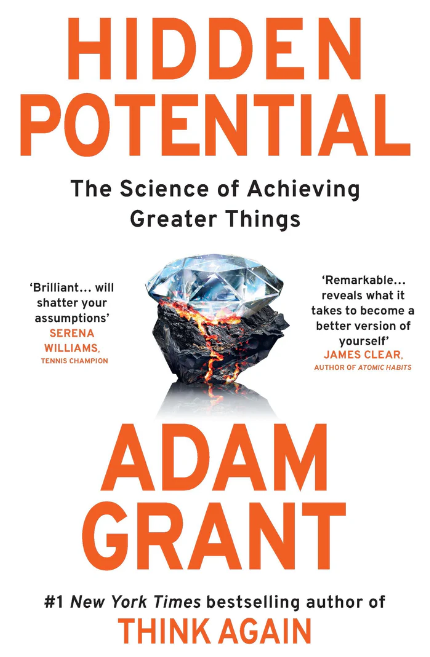 HIDDEN
POTENTIAL
The Science of Achieving
Greater Things
‘Brilliant... will
shatter your
assumptions’
SERENA
WILLIAMS,
TENNIS CHAMPION
‘Remarkable...
reveals what it
takes to become a
better version of
yourself’
JAMES CLEAR,
AUTHOR OF ATOMIC HABITS
ADAM
GRANT
#1 New York Times bestselling author of
THINK AGAIN